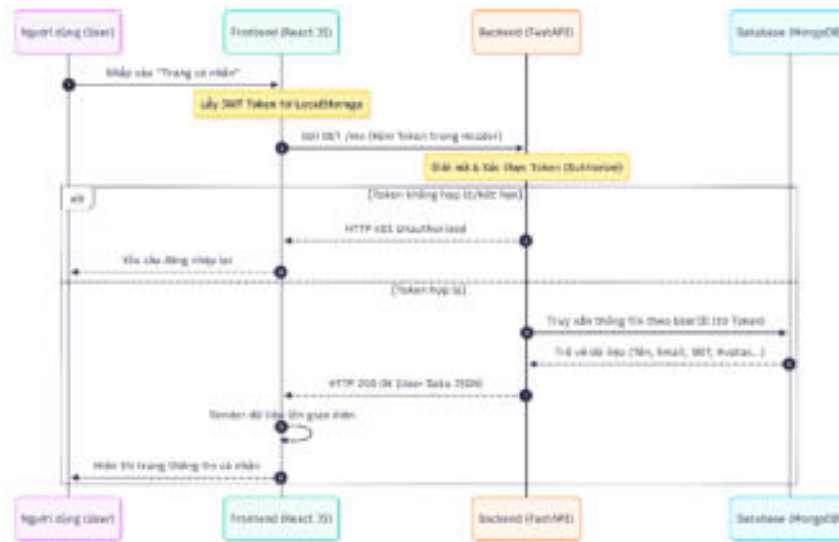 Người dùng (User)
Frontend (React JS)
Backend (FastAPI)
Database (MongoDB)
Nhấp vào "Trang cá nhân"
Lấy JWT Token từ LocalStorage
Gửi GET /me (Kèm Token trong Header)
Giải mã & Xác thực Token (Authorize)
alt
[Token không hợp lệ/Hết hạn]
HTTP 401 Unauthorized
Yêu cầu đăng nhập lại
[Token hợp lệ]
Truy vấn thông tin theo UserID (từ Token)
Trả về dữ liệu (Tên, Email, SĐT, Avatar...)
HTTP 200 OK (User Data JSON)
Render dữ liệu lên giao diện
Hiển thị trang thông tin cá nhân
Người dùng (User)
Frontend (React JS)
Backend (FastAPI)
Database (MongoDB)